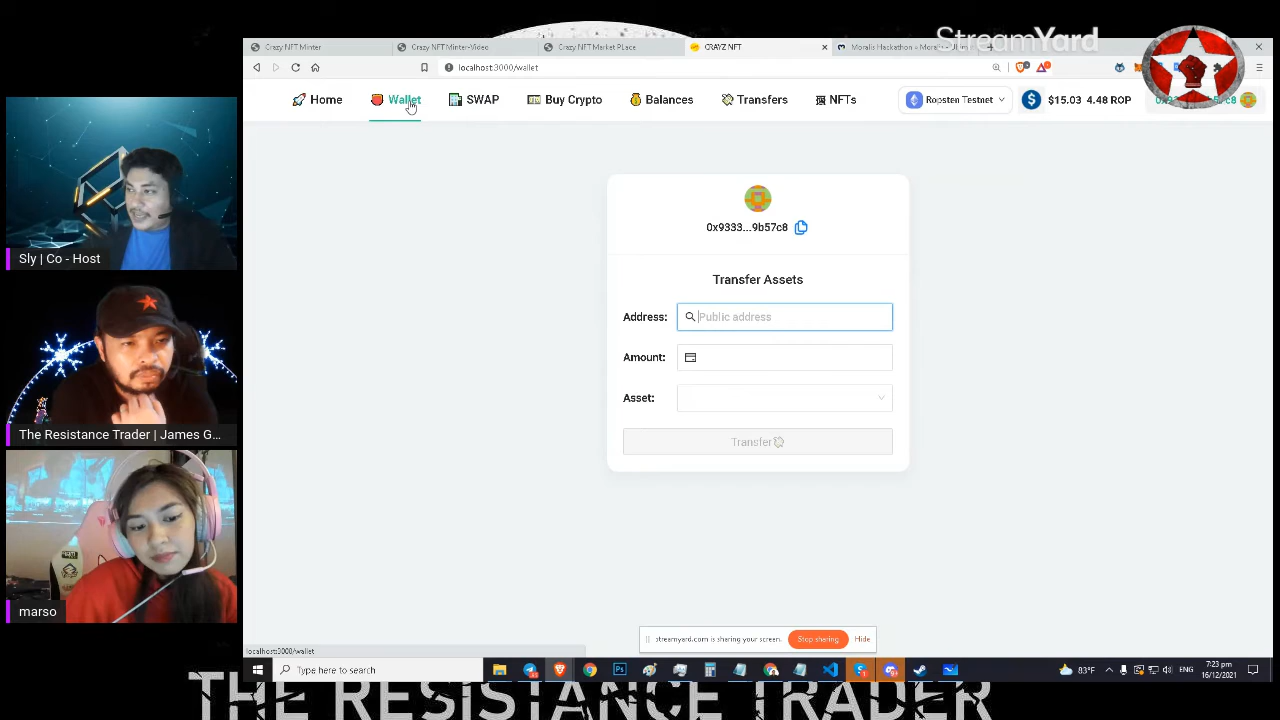 StreamYard
Crazy NFT Minter
Crazy NFT Minter-Video
Crazy NFT Market PLace
CRAYZ NFT
localhost:3000/wallet
Home
Wallet
SWAP
Buy Crypto
Balances
Transfers
NFTs
Ropsten Testnet
$15.03 4.48 ROP
0x9333...9b57c8
Transfer Assets
Address:
Public address
Amount:
Asset:
Transfer
Sly | Co - Host
The Resistance Trader | James G...
marso
streamyard.com is sharing your screen.
Stop sharing
Hide
localhost:3000/wallet
Type here to search
83°F
ENG
7:23 pm
16/12/2021
THE RESISTANCE TRADER